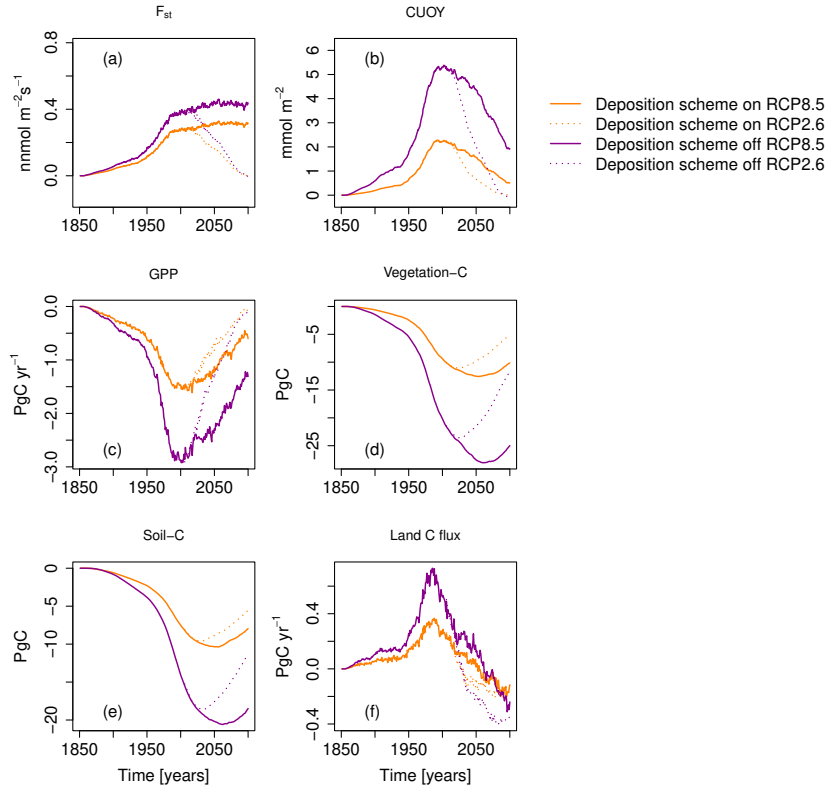 F_st
CUOY
(a)
nnmol m⁻²s⁻¹
0.0 0.4 0.8
1850 1950 2050
(b)
mmol m⁻²
0 1 2 3 4 5 6
1850 1950 2050
Deposition scheme on RCP8.5
Deposition scheme on RCP2.6
Deposition scheme off RCP8.5
Deposition scheme off RCP2.6
GPP
Vegetation−C
(c)
PgC yr⁻¹
−3.0 −2.0 −1.0 0.0
1850 1950 2050
(d)
PgC
−25 −15 −5
1850 1950 2050
Soil−C
Land C flux
(e)
PgC
−20 −15 −10 −5 0
1850 1950 2050
Time [years]
(f)
PgC yr⁻¹
−0.4 0.0 0.4
1850 1950 2050
Time [years]